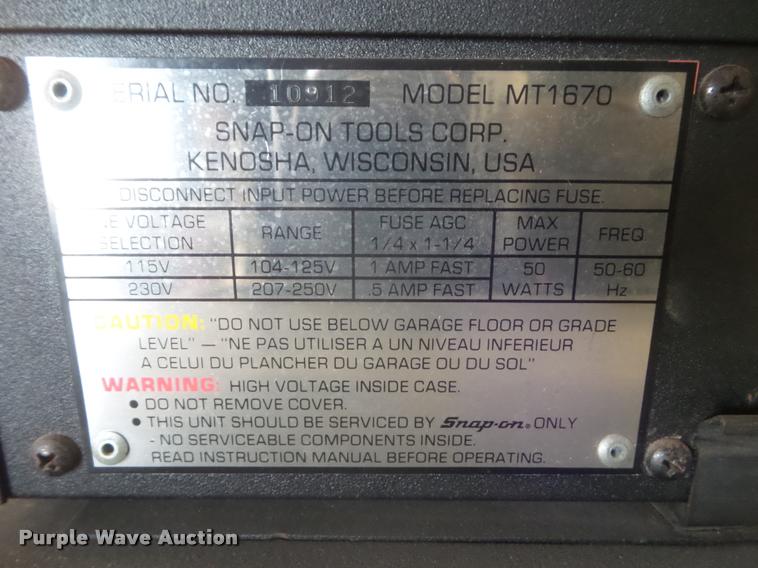 SERIAL NO. 10912 MODEL MT1670
SNAP-ON TOOLS CORP.
KENOSHA, WISCONSIN, USA
DISCONNECT INPUT POWER BEFORE REPLACING FUSE.
LINE VOLTAGE SELECTION RANGE FUSE AGC 1/4 x 1-1/4 MAX POWER FREQ
115V 104-125V 1 AMP FAST 50 50-60
230V 207-250V .5 AMP FAST WATTS Hz
CAUTION: "DO NOT USE BELOW GARAGE FLOOR OR GRADE
LEVEL" — "NE PAS UTILISER A UN NIVEAU INFERIEUR
A CELUI DU PLANCHER DU GARAGE OU DU SOL"
WARNING: HIGH VOLTAGE INSIDE CASE.
• DO NOT REMOVE COVER.
• THIS UNIT SHOULD BE SERVICED BY Snap-on® ONLY
- NO SERVICEABLE COMPONENTS INSIDE.
READ INSTRUCTION MANUAL BEFORE OPERATING.
Purple Wave Auction